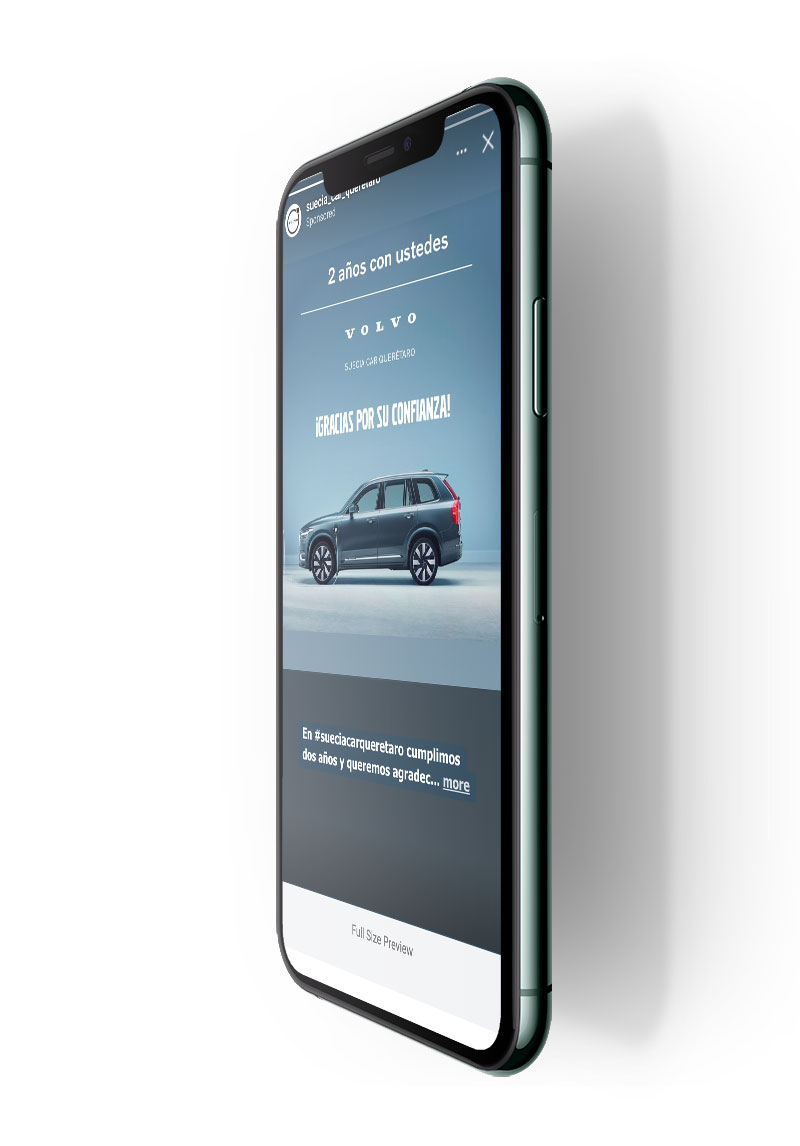 suecia_car_queretaro
Sponsored
2 años con ustedes
VOLVO
SUECIA CAR QUERÉTARO
¡GRACIAS POR SU CONFIANZA!
En #sueciacarqueretaro cumplimos
dos años y queremos agradec... more
Full Size Preview